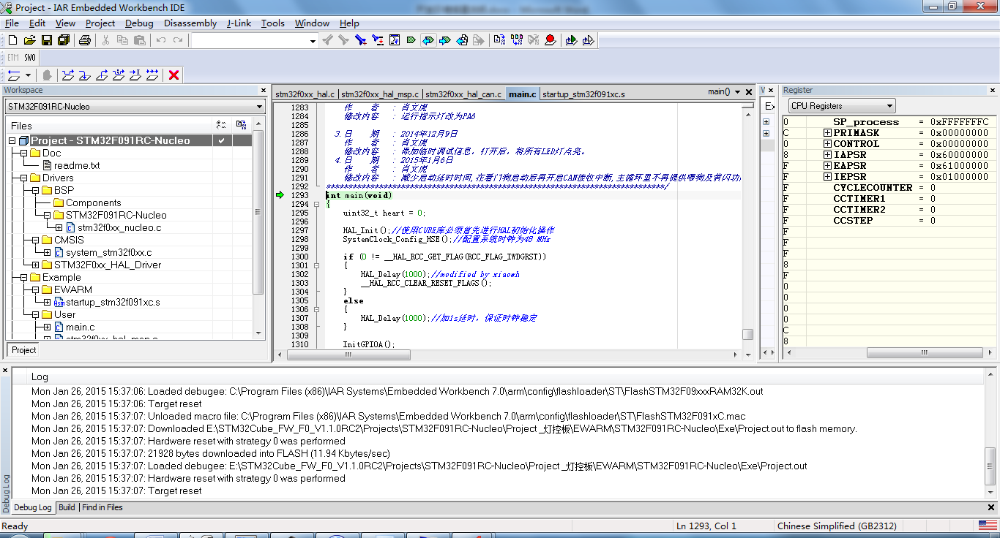 Project - IAR Embedded Workbench IDE
File Edit View Project Debug Disassembly J-Link Tools Window Help
ETM SWO
Workspace
STM32F091RC-Nucleo
Files
Project - STM32F091RC-Nucleo
Doc
readme.txt
Drivers
BSP
Components
STM32F091RC-Nucleo
stm32f0xx_nucleo.c
CMSIS
system_stm32f0xx.c
STM32F0xx_HAL_Driver
Example
EWARM
startup_stm32f091xc.s
User
main.c
stm32f0xx_hal_msp.c
Project
stm32f0xx_hal.c stm32f0xx_hal_msp.c stm32f0xx_hal_can.c main.c startup_stm32f091xc.s main()
1283 作 者 : 肖文虎
1284 修改内容 : 运行指示灯改为PA6
1285
1286 3.日 期 : 2014年12月9日
1287 作 者 : 肖文虎
1288 修改内容 : 添加临时调试信息，打开后，将所有LED灯点亮。
1289 4.日 期 : 2015年1月6日
1290 作 者 : 肖文虎
1291 修改内容 : 减少启动延时时间,在看门狗启动后再开启CAN接收中断,主循环里不再提供喂狗及黄闪功
1292 *****************************************************************************/
1293 int main(void)
1294 {
1295 uint32_t heart = 0;
1296
1297 HAL_Init();//使用CUBE库必须首先进行HAL初始化操作
1298 SystemClock_Config_HSE();//配置系统时钟为48 MHz
1299
1300 if (0 != __HAL_RCC_GET_FLAG(RCC_FLAG_IWDGRST))
1301 {
1302 HAL_Delay(1000);//modified by xiaowh
1303 __HAL_RCC_CLEAR_RESET_FLAGS();
1304 }
1305 else
1306 {
1307 HAL_Delay(1000);//加1s延时，保证时钟稳定
1308 }
1309
1310 InitGPIOA();
W
Ex
Register
CPU Registers
0 SP_process = 0xFFFFFFFC
C PRIMASK = 0x00000000
0 CONTROL = 0x00000000
8 IAPSR = 0x60000000
F EAPSR = 0x61000000
F IEPSR = 0x01000000
F CYCLECOUNTER = 0
F CCTIMER1 = 0
F CCTIMER2 = 0
F CCSTEP = 0
F
F
F
8
F
0
0
0
0
C
8
Log
Mon Jan 26, 2015 15:37:06: Loaded debugee: C:\Program Files (x86)\IAR Systems\Embedded Workbench 7.0\arm\config\flashloader\ST\FlashSTM32F09xxxRAM32K.out
Mon Jan 26, 2015 15:37:06: Target reset
Mon Jan 26, 2015 15:37:07: Unloaded macro file: C:\Program Files (x86)\IAR Systems\Embedded Workbench 7.0\arm\config\flashloader\ST\FlashSTM32F091xC.mac
Mon Jan 26, 2015 15:37:07: Downloaded E:\STM32Cube_FW_F0_V1.1.0RC2\Projects\STM32F091RC-Nucleo\Project _灯控板\EWARM\STM32F091RC-Nucleo\Exe\Project.out to flash memory.
Mon Jan 26, 2015 15:37:07: Hardware reset with strategy 0 was performed
Mon Jan 26, 2015 15:37:07: 21928 bytes downloaded into FLASH (11.94 Kbytes/sec)
Mon Jan 26, 2015 15:37:07: Loaded debugee: E:\STM32Cube_FW_F0_V1.1.0RC2\Projects\STM32F091RC-Nucleo\Project _灯控板\EWARM\STM32F091RC-Nucleo\Exe\Project.out
Mon Jan 26, 2015 15:37:07: Hardware reset with strategy 0 was performed
Mon Jan 26, 2015 15:37:07: Target reset
Debug Log
Debug Log Build Find in Files
Ready Ln 1293, Col 1 Chinese Simplified (GB2312)